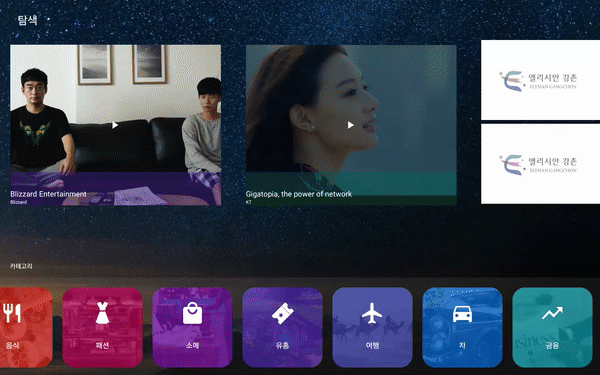 탐색
Blizzard Entertainment
Gigatopia, the power of network
KT
엘리시안 강촌
ELYSIAN GANGCHON
엘리시안 강촌
ELYSIAN GANGCHON
카테고리
음식
패션
소매
유흥
여행
차
금융